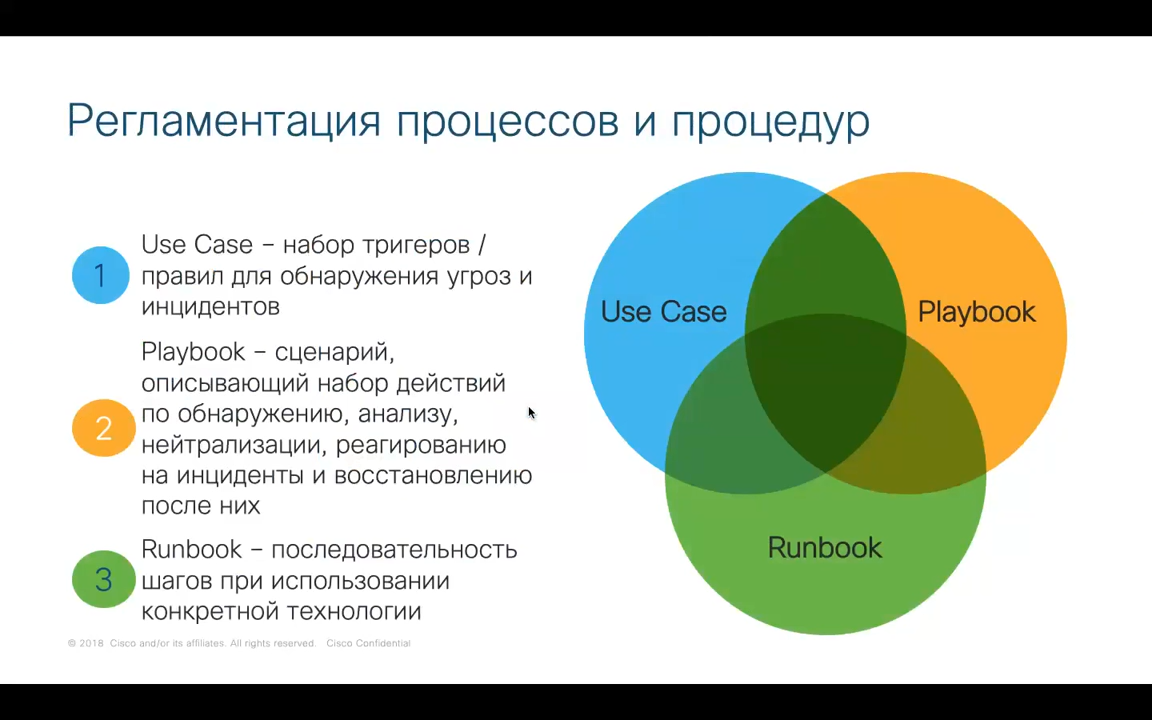 Регламентация процессов и процедур
1
Use Case – набор тригеров /
правил для обнаружения угроз и
инцидентов
2
Playbook – сценарий,
описывающий набор действий
по обнаружению, анализу,
нейтрализации, реагированию
на инциденты и восстановлению
после них
3
Runbook – последовательность
шагов при использовании
конкретной технологии
Use Case
Playbook
Runbook
© 2018 Cisco and/or its affiliates. All rights reserved. Cisco Confidential